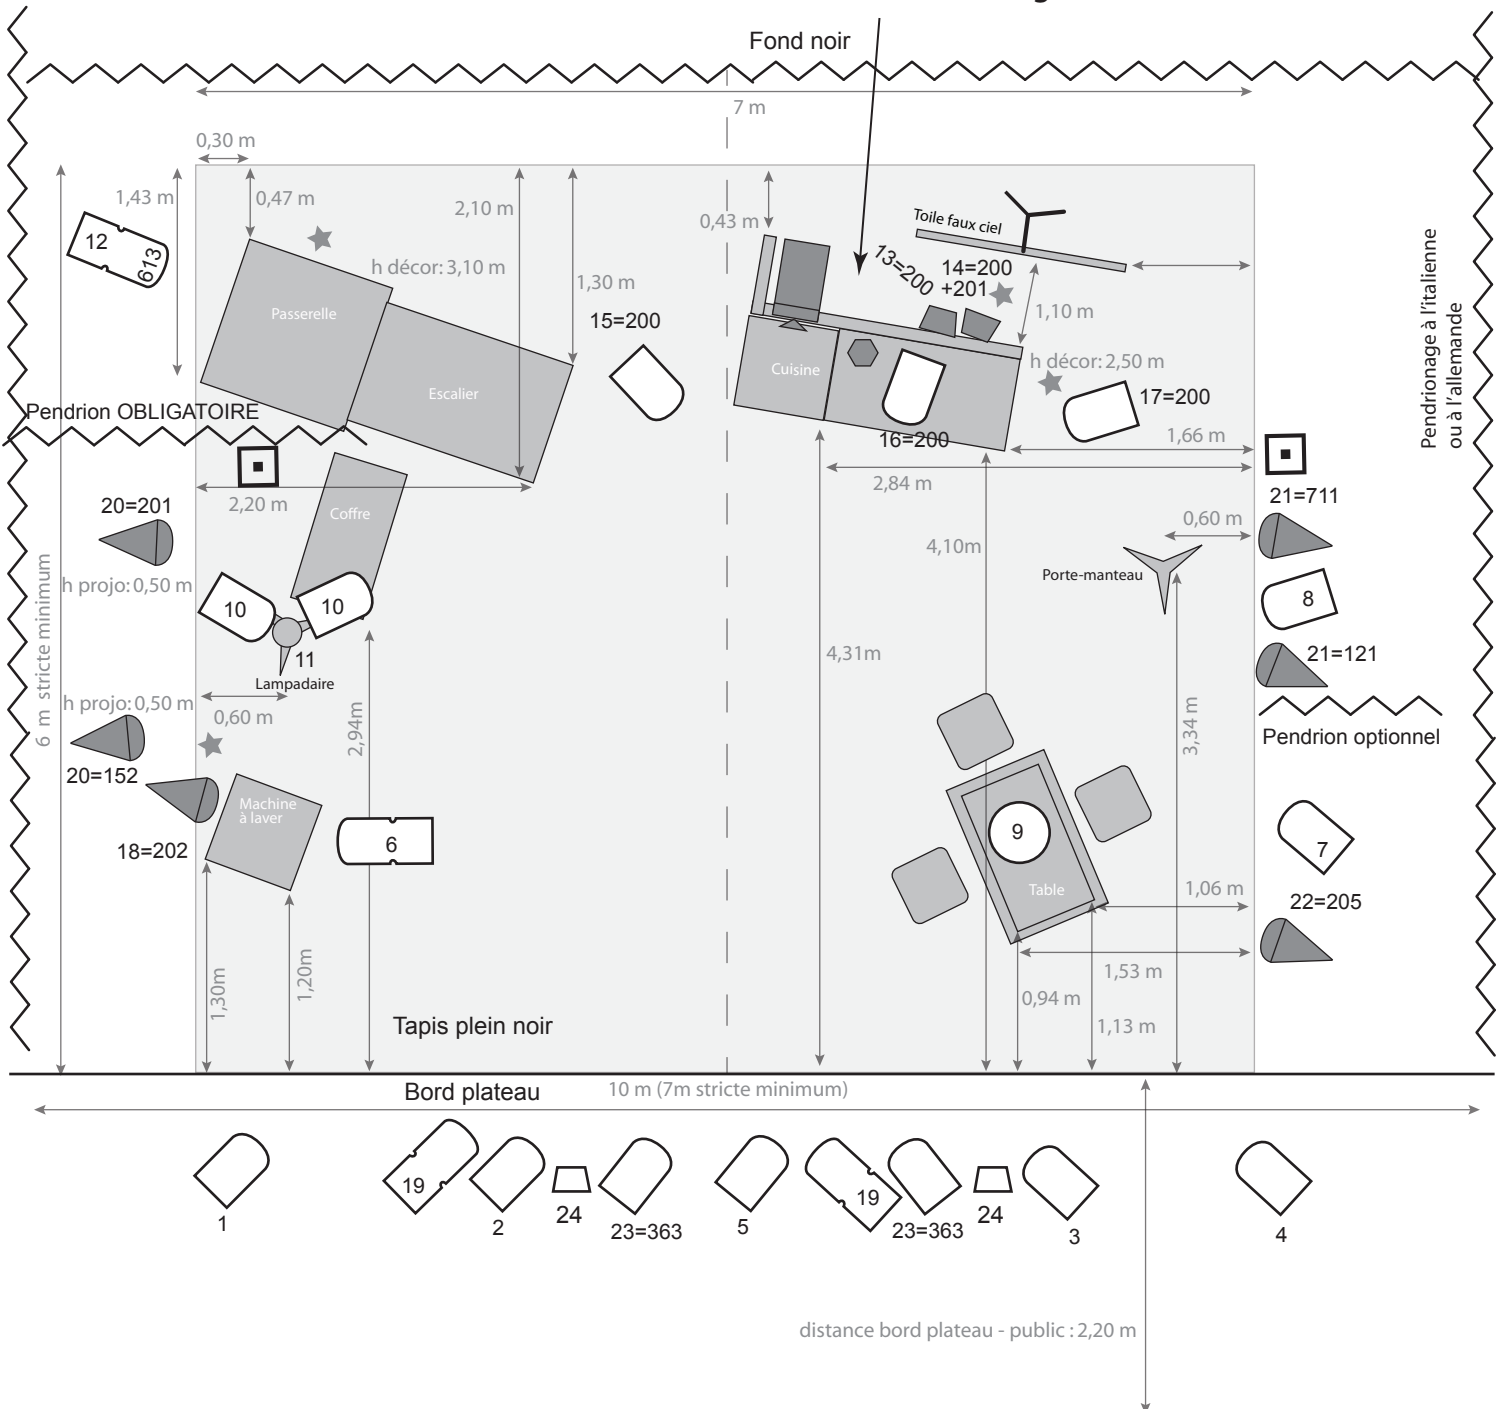 Fond noir
7 m
0,30 m
1,43 m
0,47 m
2,10 m
0,43 m
Toile faux ciel
12
613
h décor: 3,10 m
1,30 m
13=200
14=200
+201
1,10 m
Passerelle
15=200
h décor: 2,50 m
Cuisine
Escalier
17=200
Pendrionage à l'italienne
ou à l'allemande
Pendrion OBLIGATOIRE
16=200
1,66 m
2,84 m
20=201
2,20 m
Coffre
21=711
0,60 m
4,10m
Porte-manteau
h projo: 0,50 m
10
10
8
11
Lampadaire
4,31m
21=121
6 m stricte minimum
h projo: 0,50 m
0,60 m
2,94m
3,34 m
Pendrion optionnel
20=152
Machine
à laver
18=202
6
9
7
Table
1,06 m
22=205
1,53 m
1,30m
1,20m
0,94 m
1,13 m
Tapis plein noir
Bord plateau
10 m (7m stricte minimum)
1
19
2
24
23=363
5
19
23=363
24
3
4
distance bord plateau - public : 2,20 m